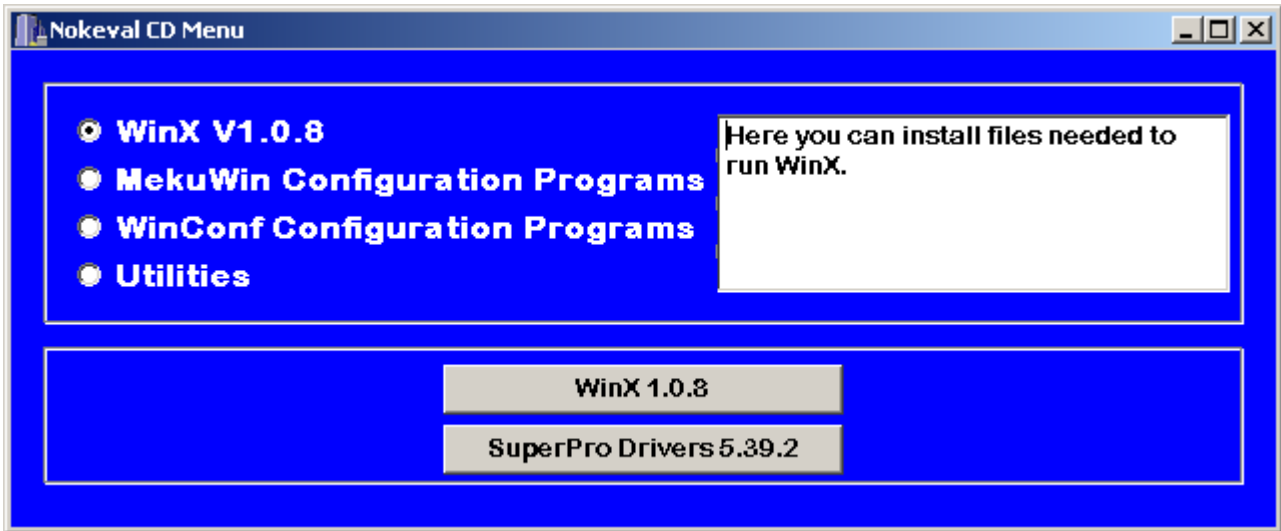 Nokeval CD Menu
WinX V1.0.8
MekuWin Configuration Programs
WinConf Configuration Programs
Utilities
Here you can install files needed to
run WinX.
WinX 1.0.8
SuperPro Drivers 5.39.2